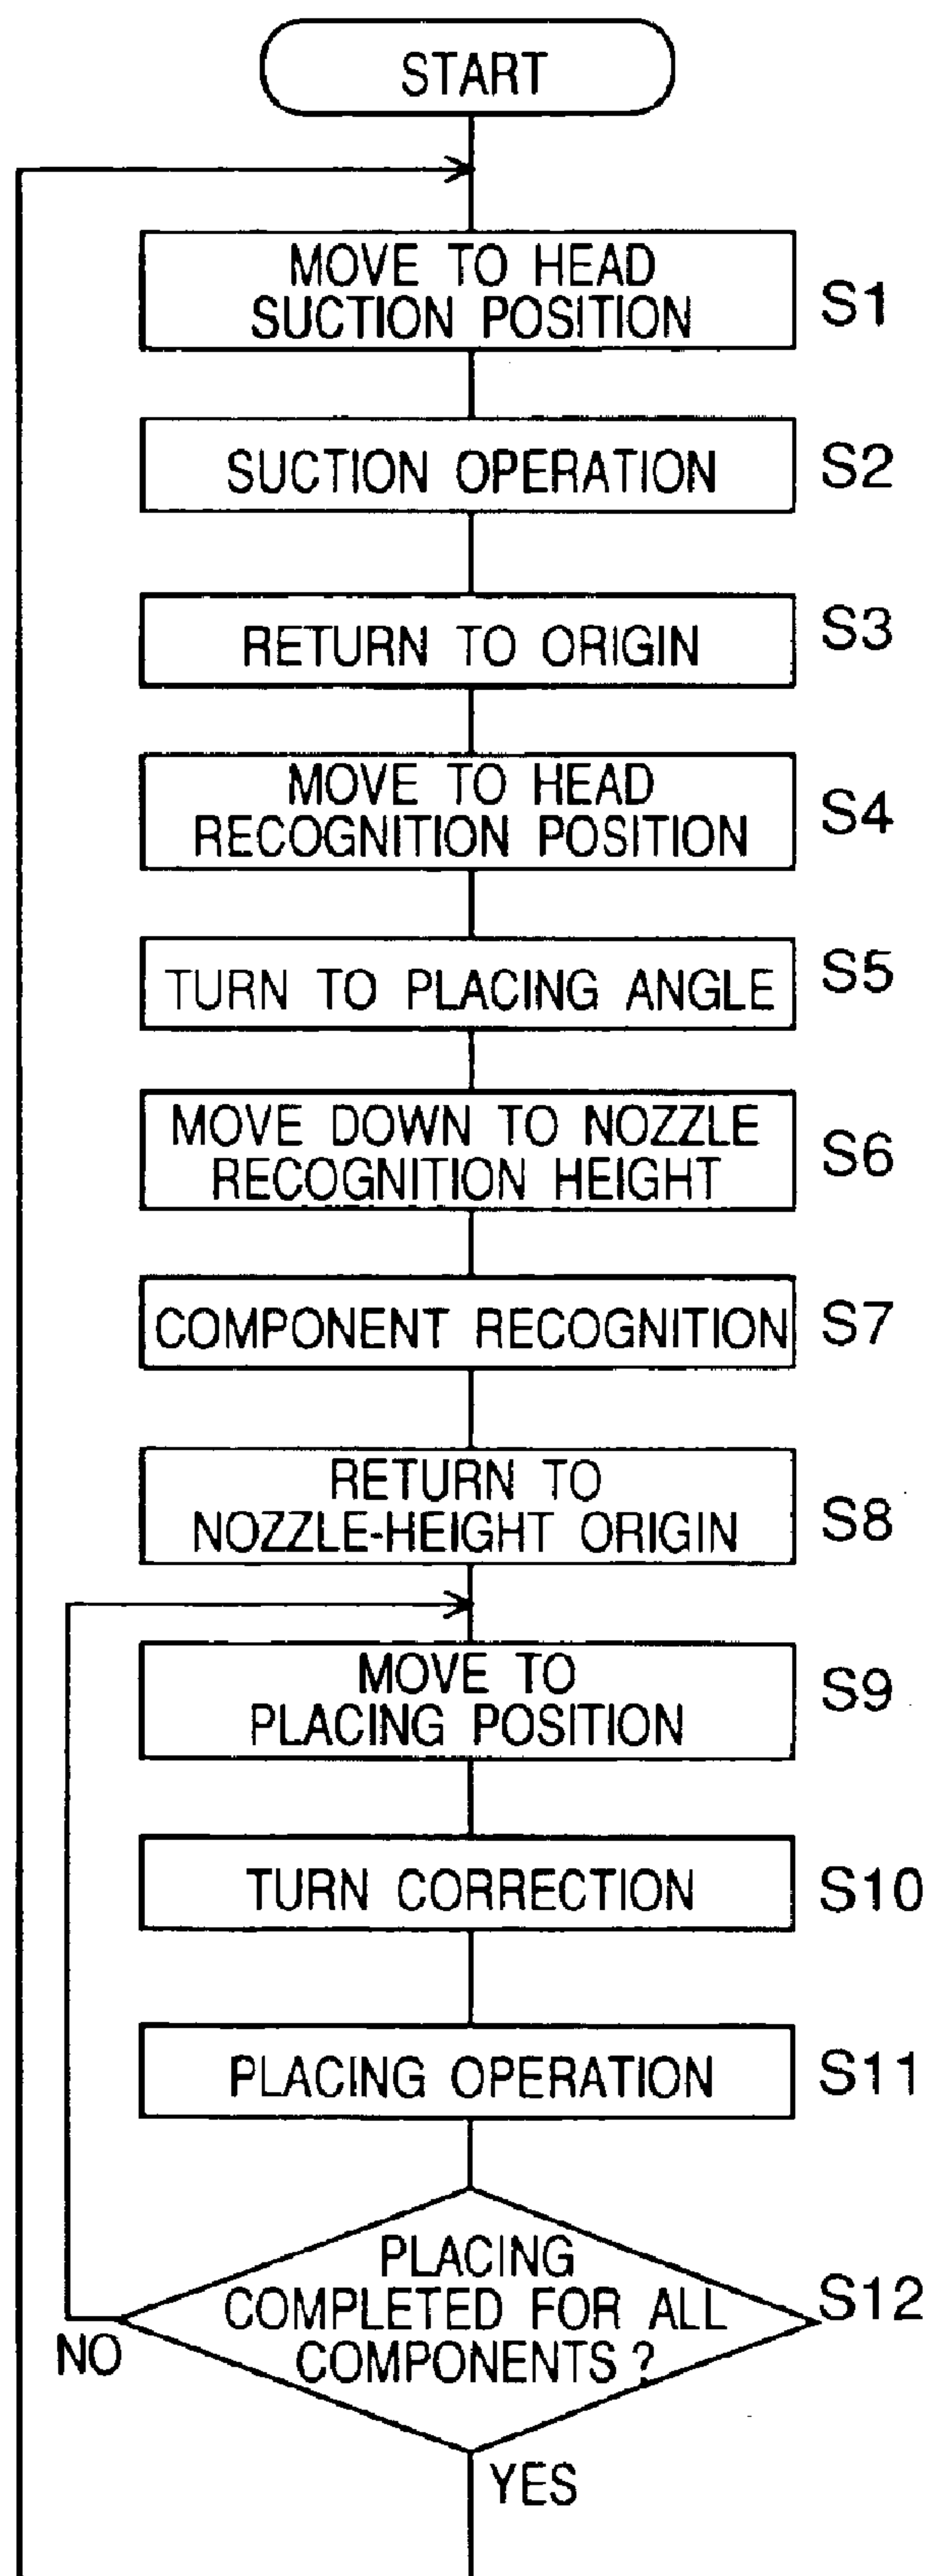 START
MOVE TO HEAD
SUCTION POSITION
S1
SUCTION OPERATION
S2
RETURN TO ORIGIN
S3
MOVE TO HEAD
RECOGNITION POSITION
S4
TURN TO PLACING ANGLE
S5
MOVE DOWN TO NOZZLE
RECOGNITION HEIGHT
S6
COMPONENT RECOGNITION
S7
RETURN TO
NOZZLE-HEIGHT ORIGIN
S8
MOVE TO
PLACING POSITION
S9
TURN CORRECTION
S10
PLACING OPERATION
S11
PLACING
COMPLETED FOR ALL
COMPONENTS ?
S12
NO
YES